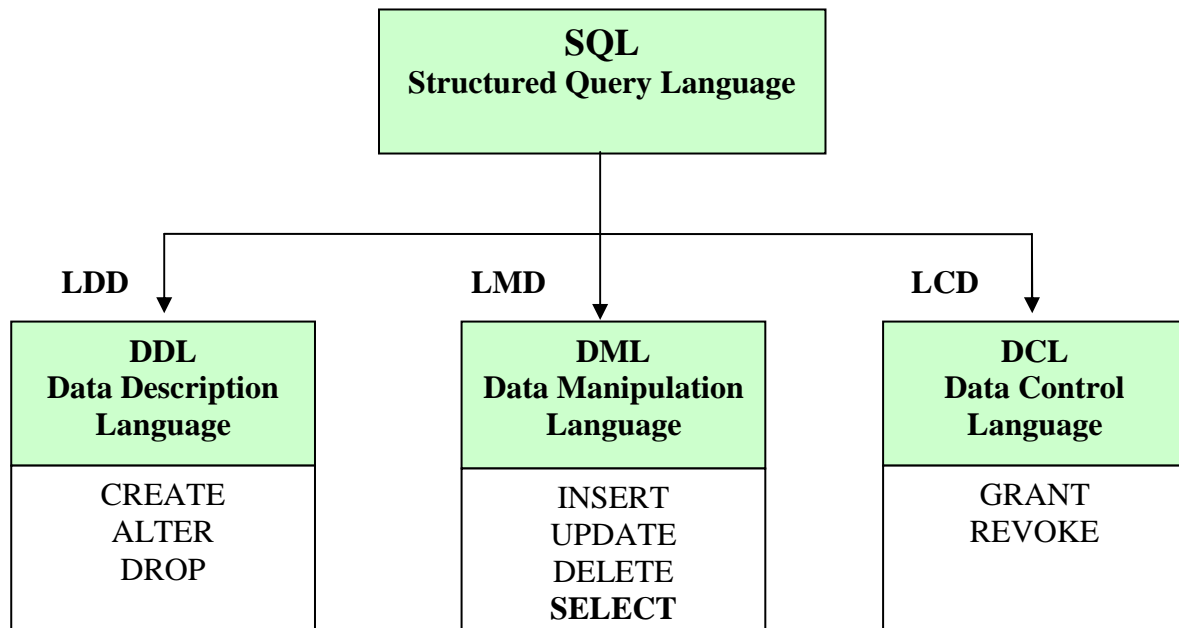 SQL
Structured Query Language
LDD
LMD
LCD
DDL
Data Description
Language
CREATE
ALTER
DROP
DML
Data Manipulation
Language
INSERT
UPDATE
DELETE
SELECT
DCL
Data Control
Language
GRANT
REVOKE